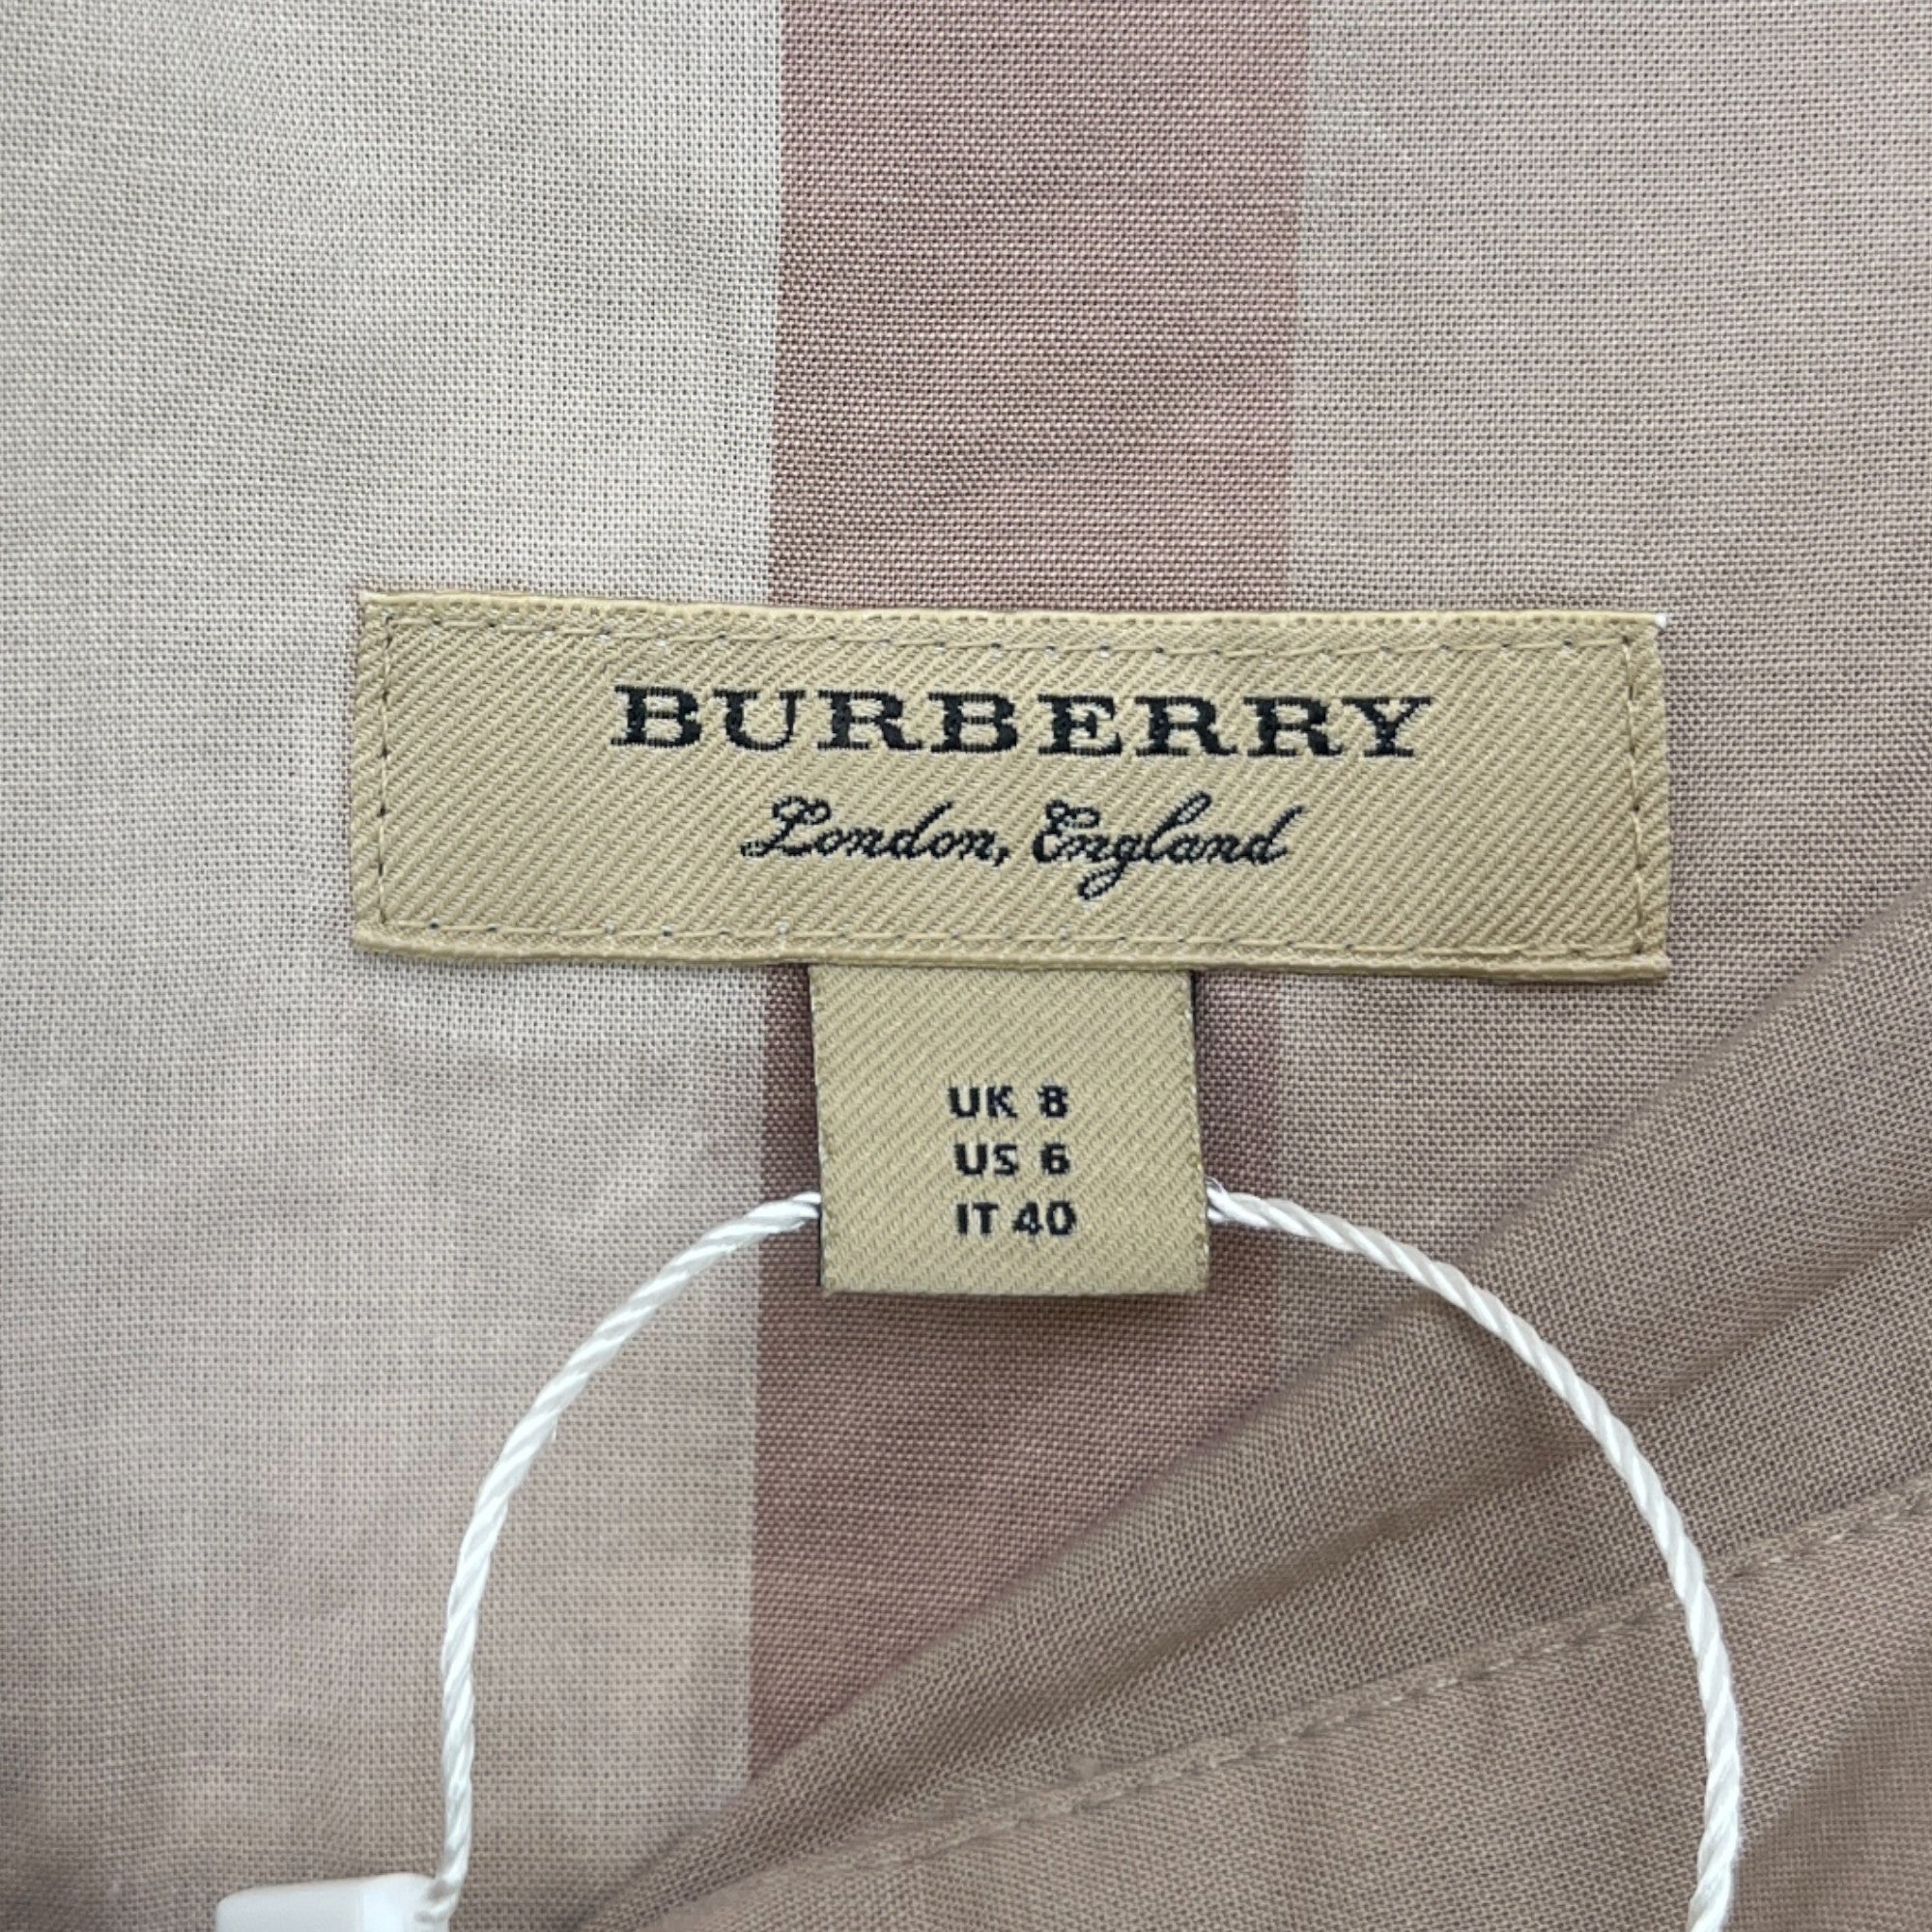 BURBERRY
London, England
UK 8
US 6
IT 40